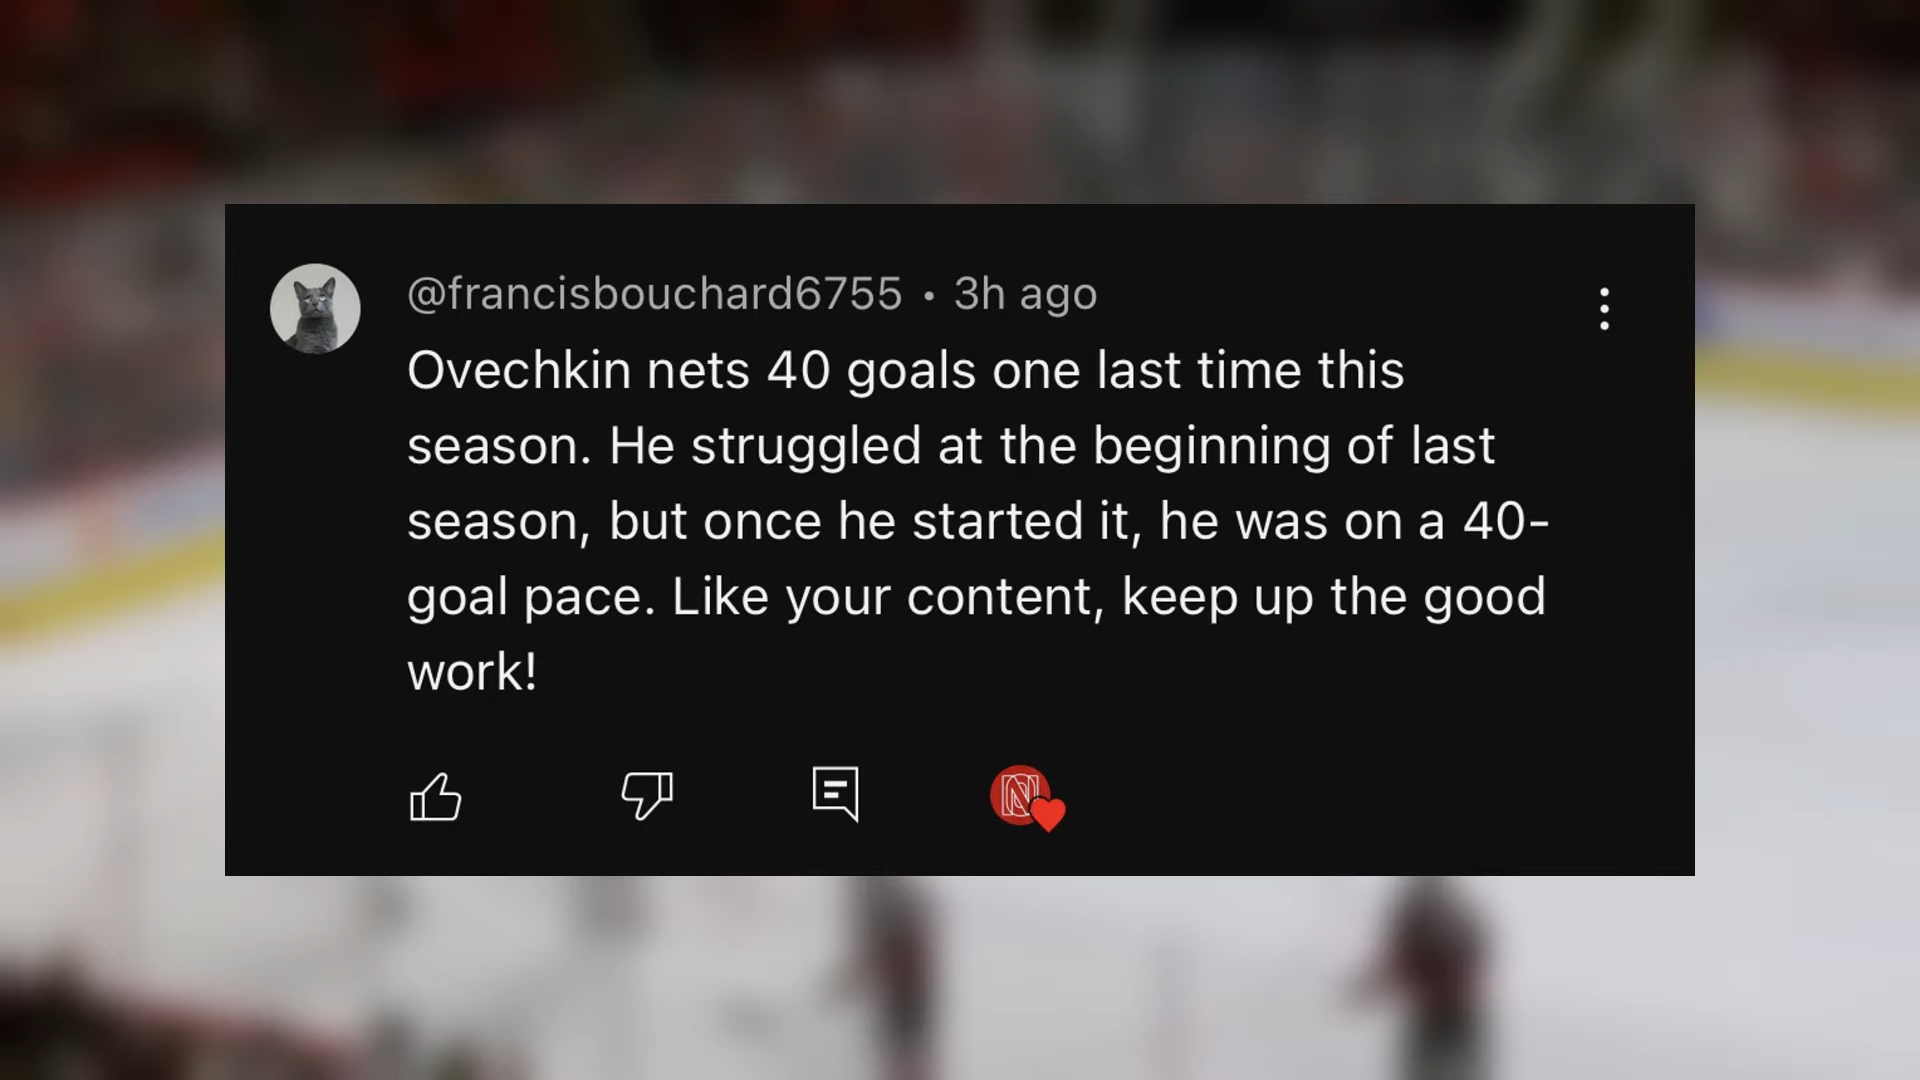 @francisbouchard6755 • 3h ago
Ovechkin nets 40 goals one last time this
season. He struggled at the beginning of last
season, but once he started it, he was on a 40-
goal pace. Like your content, keep up the good
work!